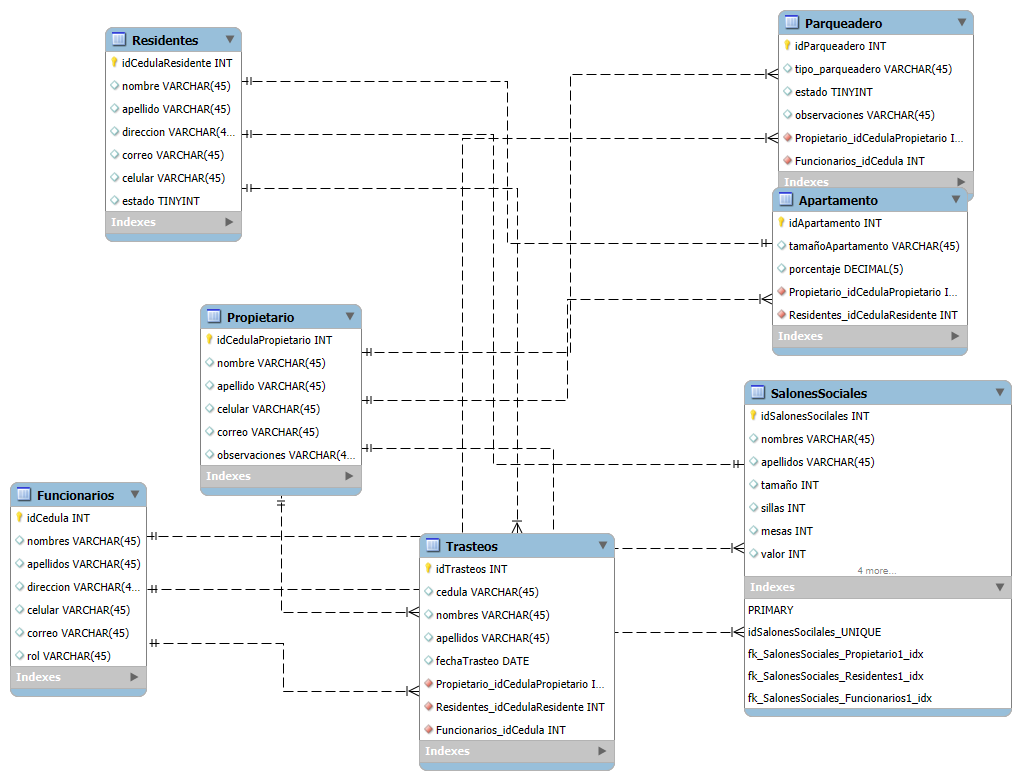 Residentes
idCedulaResidente INT
nombre VARCHAR(45)
apellido VARCHAR(45)
direccion VARCHAR(4...
correo VARCHAR(45)
celular VARCHAR(45)
estado TINYINT
Indexes
Parqueadero
idParqueadero INT
tipo_parqueadero VARCHAR(45)
estado TINYINT
observaciones VARCHAR(45)
Propietario_idCedulaPropietario I...
Funcionarios_idCedula INT
Indexes
Apartamento
idApartamento INT
tamañoApartamento VARCHAR(45)
porcentaje DECIMAL(5)
Propietario_idCedulaPropietario I...
Residentes_idCedulaResidente INT
Indexes
Propietario
idCedulaPropietario INT
nombre VARCHAR(45)
apellido VARCHAR(45)
celular VARCHAR(45)
correo VARCHAR(45)
observaciones VARCHAR(4...
Indexes
SalonesSociales
idSalonesSocilales INT
nombres VARCHAR(45)
apellidos VARCHAR(45)
tamaño INT
sillas INT
mesas INT
valor INT
4 more...
Indexes
PRIMARY
idSalonesSocilales_UNIQUE
fk_SalonesSociales_Propietario1_idx
fk_SalonesSociales_Residentes1_idx
fk_SalonesSociales_Funcionarios1_idx
Funcionarios
idCedula INT
nombres VARCHAR(45)
apellidos VARCHAR(45)
direccion VARCHAR(4...
celular VARCHAR(45)
correo VARCHAR(45)
rol VARCHAR(45)
Indexes
Trasteos
idTrasteos INT
cedula VARCHAR(45)
nombres VARCHAR(45)
apellidos VARCHAR(45)
fechaTrasteo DATE
Propietario_idCedulaPropietario I...
Residentes_idCedulaResidente INT
Funcionarios_idCedula INT
Indexes